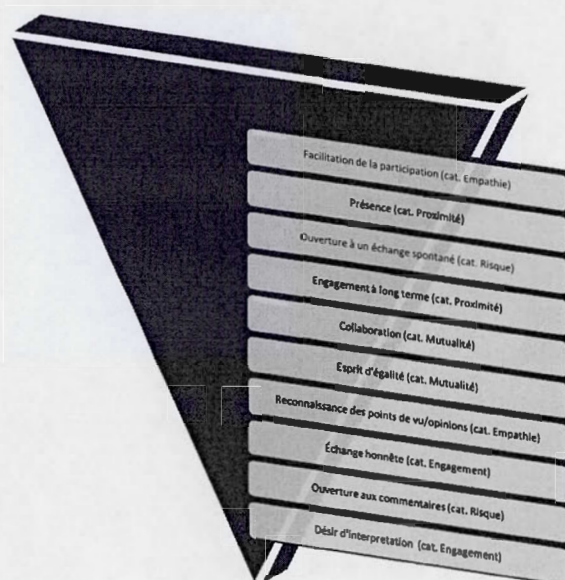 Facilitation de la participation (cat. Empathie)
Présence (cat. Proximité)
Ouverture à un échange spontané (cat. Risque)
Engagement à long terme (cat. Proximité)
Collaboration (cat. Mutualité)
Esprit d'égalité (cat. Mutualité)
Reconnaissance des points de vu/opinions (cat. Empathie)
Échange honnête (cat. Engagement)
Ouverture aux commentaires (cat. Risque)
Désir d'interpretation (cat. Engagement)